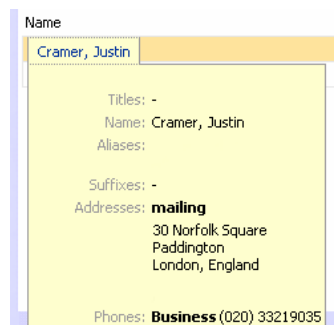 Name
Cramer, Justin
Titles: -
Name: Cramer, Justin
Aliases:
Suffixes: -
Addresses: mailing
30 Norfolk Square
Paddington
London, England
Phones: Business (020) 33219035